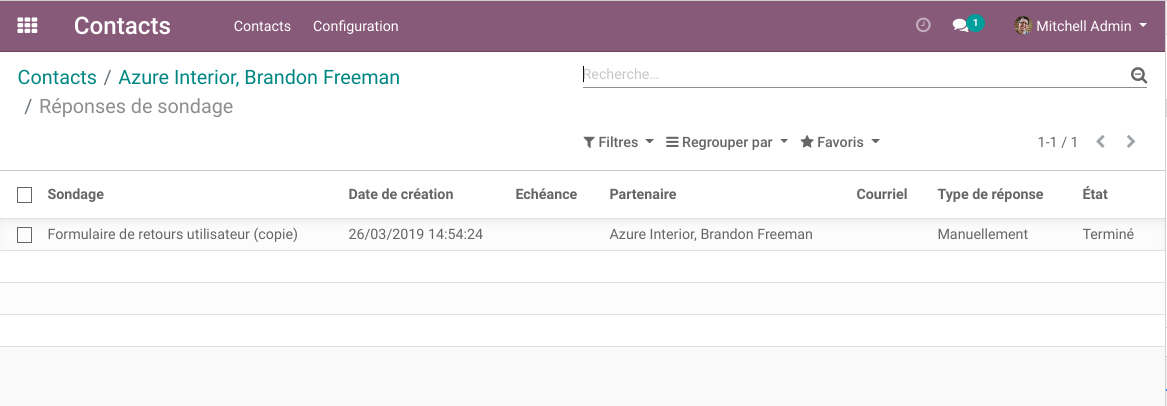 Contacts Contacts Configuration 1 Mitchell Admin
Contacts / Azure Interior, Brandon Freeman
/ Réponses de sondage
Recherche...
Filtres Regrouper par Favoris 1-1 / 1
Sondage Date de création Echéance Partenaire Courriel Type de réponse État
Formulaire de retours utilisateur (copie) 26/03/2019 14:54:24 Azure Interior, Brandon Freeman Manuellement Terminé